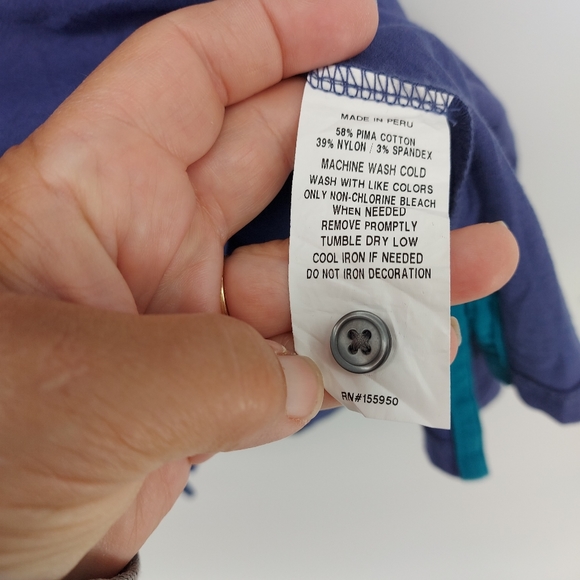 MADE IN PERU
58% PIMA COTTON
39% NYLON / 3% SPANDEX
MACHINE WASH COLD
WASH WITH LIKE COLORS
ONLY NON-CHLORINE BLEACH
WHEN NEEDED
REMOVE PROMPTLY
TUMBLE DRY LOW
COOL IRON IF NEEDED
DO NOT IRON DECORATION
RN#155950